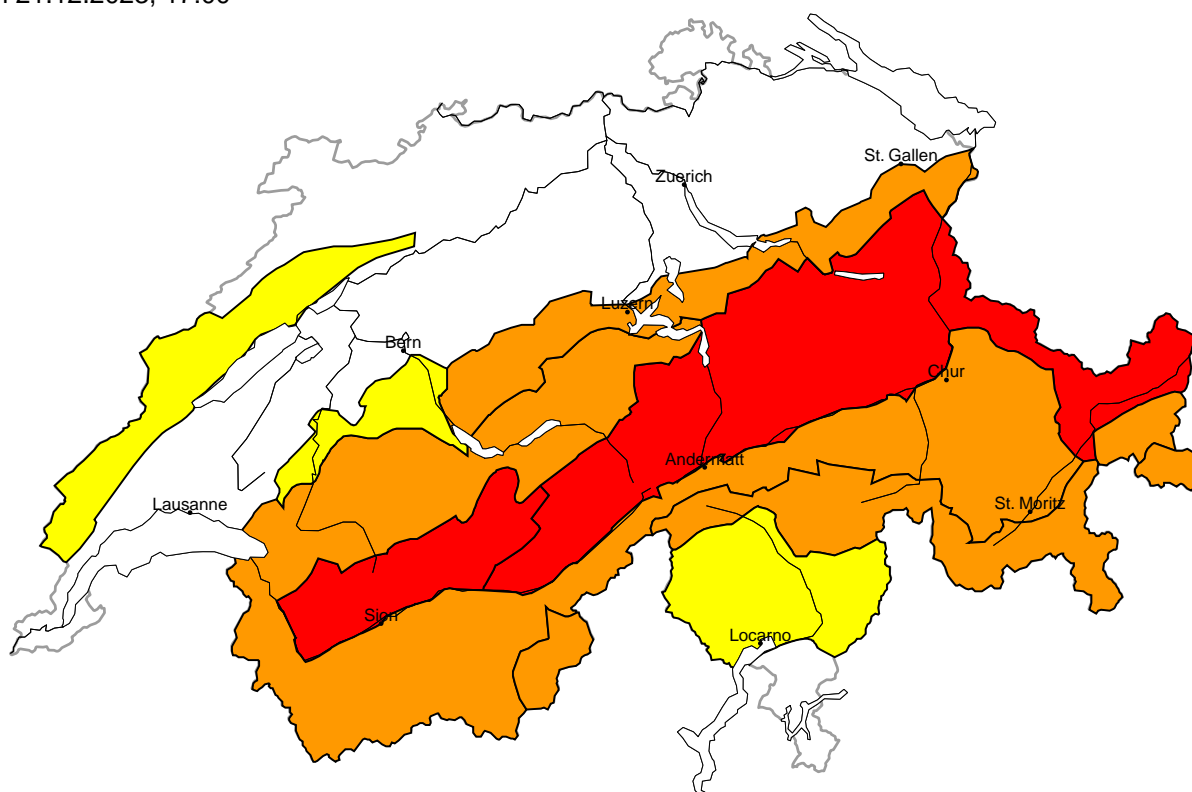 St. Gallen
Zuerich
Luzern
Bern
Chur
Andermatt
Lausanne
St. Moritz
Sion
Locarno